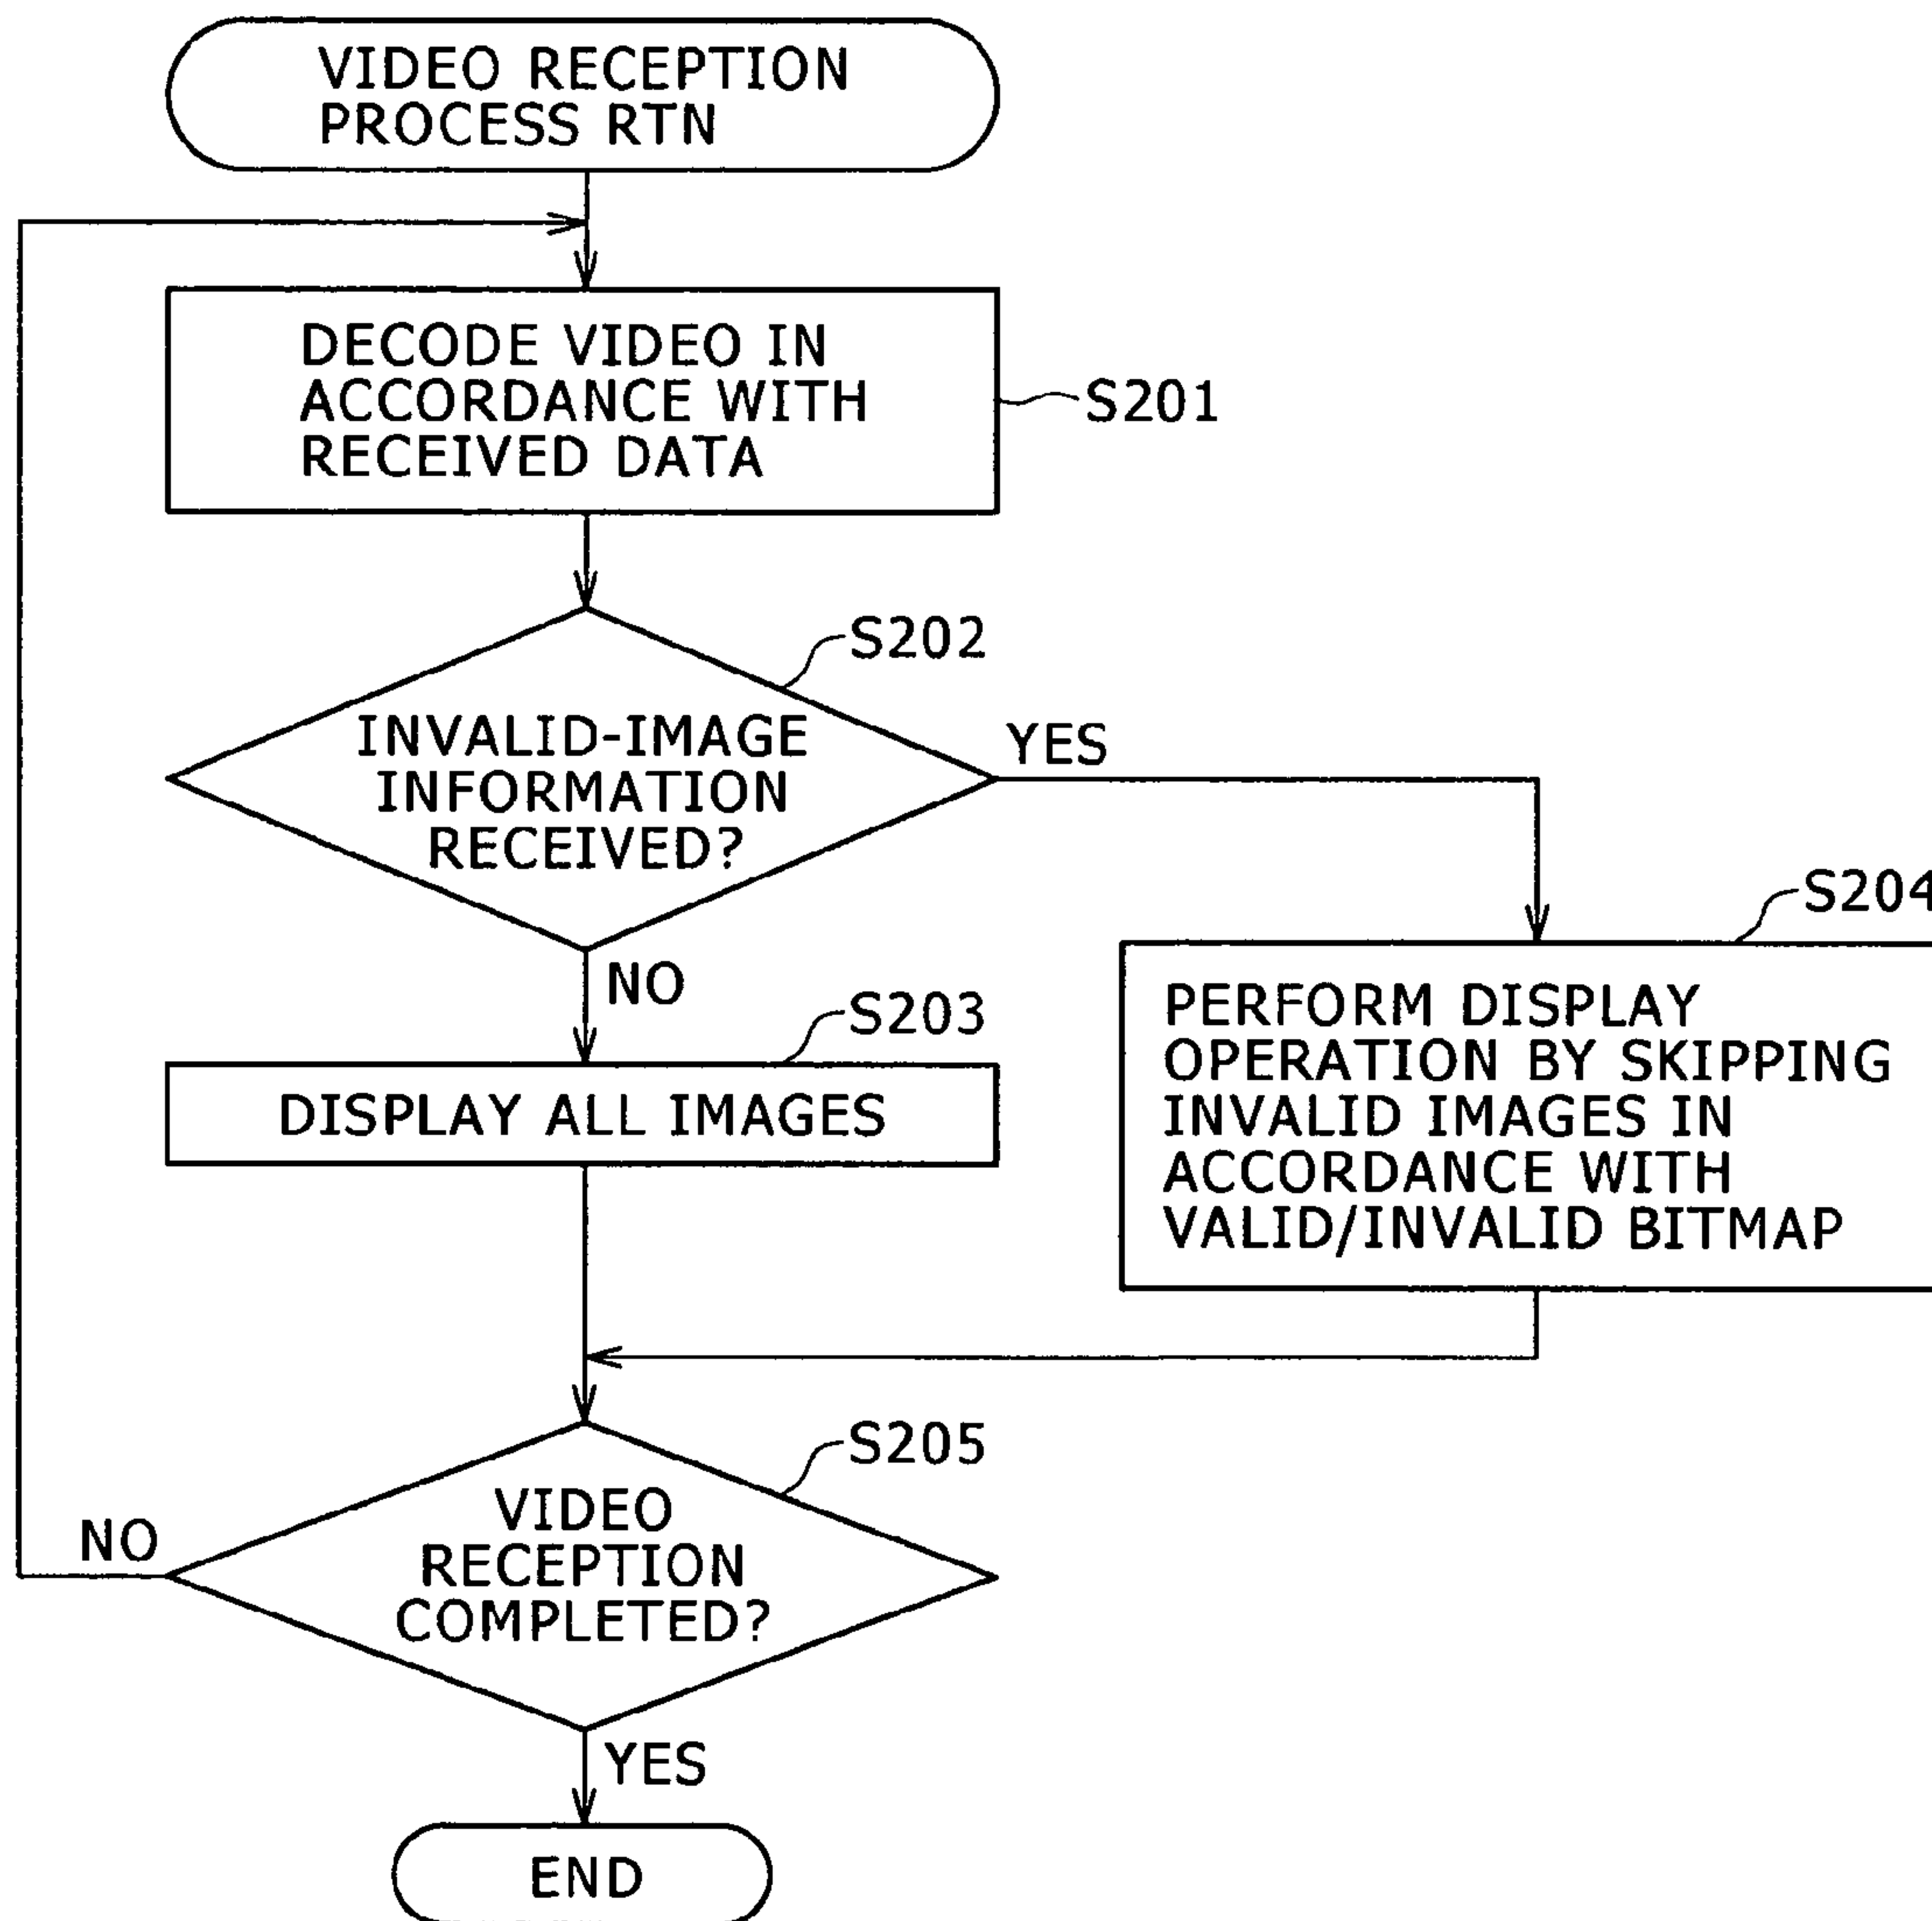 VIDEO RECEPTION
PROCESS RTN
DECODE VIDEO IN
ACCORDANCE WITH
RECEIVED DATA
S201
S202
INVALID-IMAGE
INFORMATION
RECEIVED?
YES
NO
S203
DISPLAY ALL IMAGES
S204
PERFORM DISPLAY
OPERATION BY SKIPPING
INVALID IMAGES IN
ACCORDANCE WITH
VALID/INVALID BITMAP
S205
VIDEO
RECEPTION
COMPLETED?
NO
YES
END